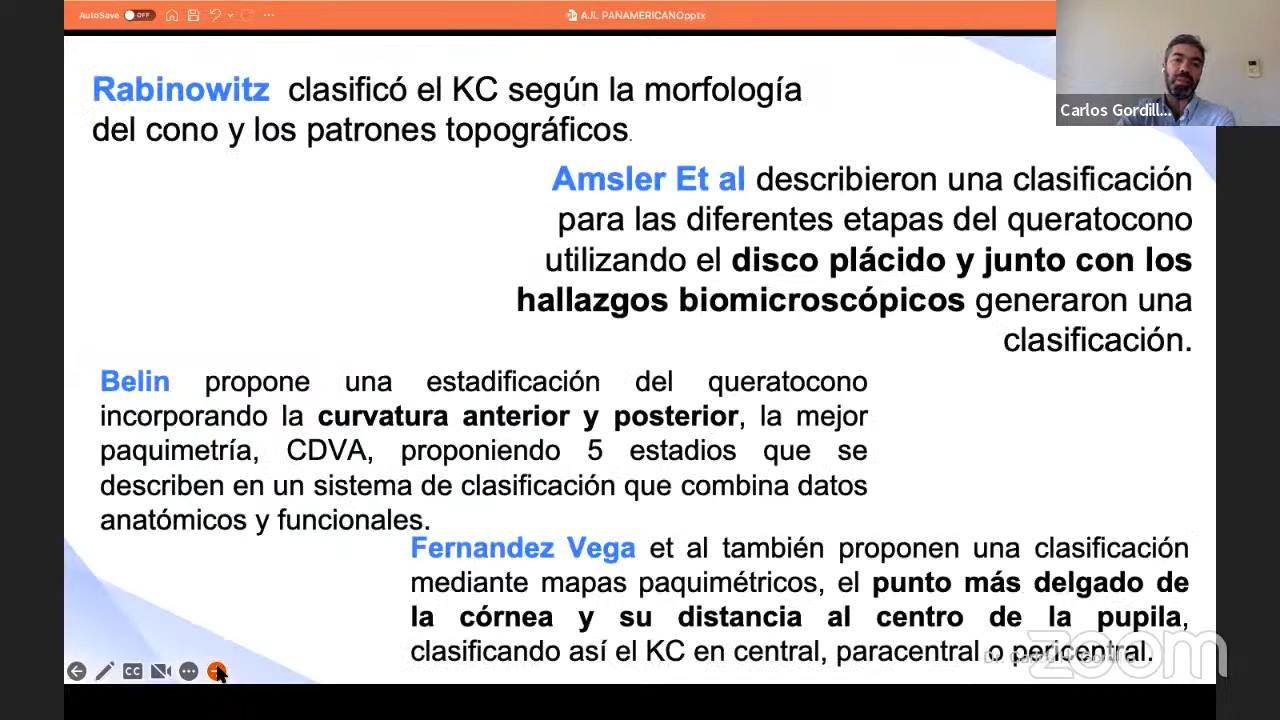 AutoSave OFF
AJL PANAMERICANOpptx
Carlos Gordill...
Rabinowitz clasificó el KC según la morfología
del cono y los patrones topográficos.
Amsler Et al describieron una clasificación
para las diferentes etapas del queratocono
utilizando el disco plácido y junto con los
hallazgos biomicroscópicos generaron una
clasificación.
Belin propone una estadificación del queratocono
incorporando la curvatura anterior y posterior, la mejor
paquimetría, CDVA, proponiendo 5 estadios que se
describen en un sistema de clasificación que combina datos
anatómicos y funcionales.
Fernandez Vega et al también proponen una clasificación
mediante mapas paquimétricos, el punto más delgado de
la córnea y su distancia al centro de la pupila,
clasificando así el KC en central, paracentral o pericentral.
CC
zoom